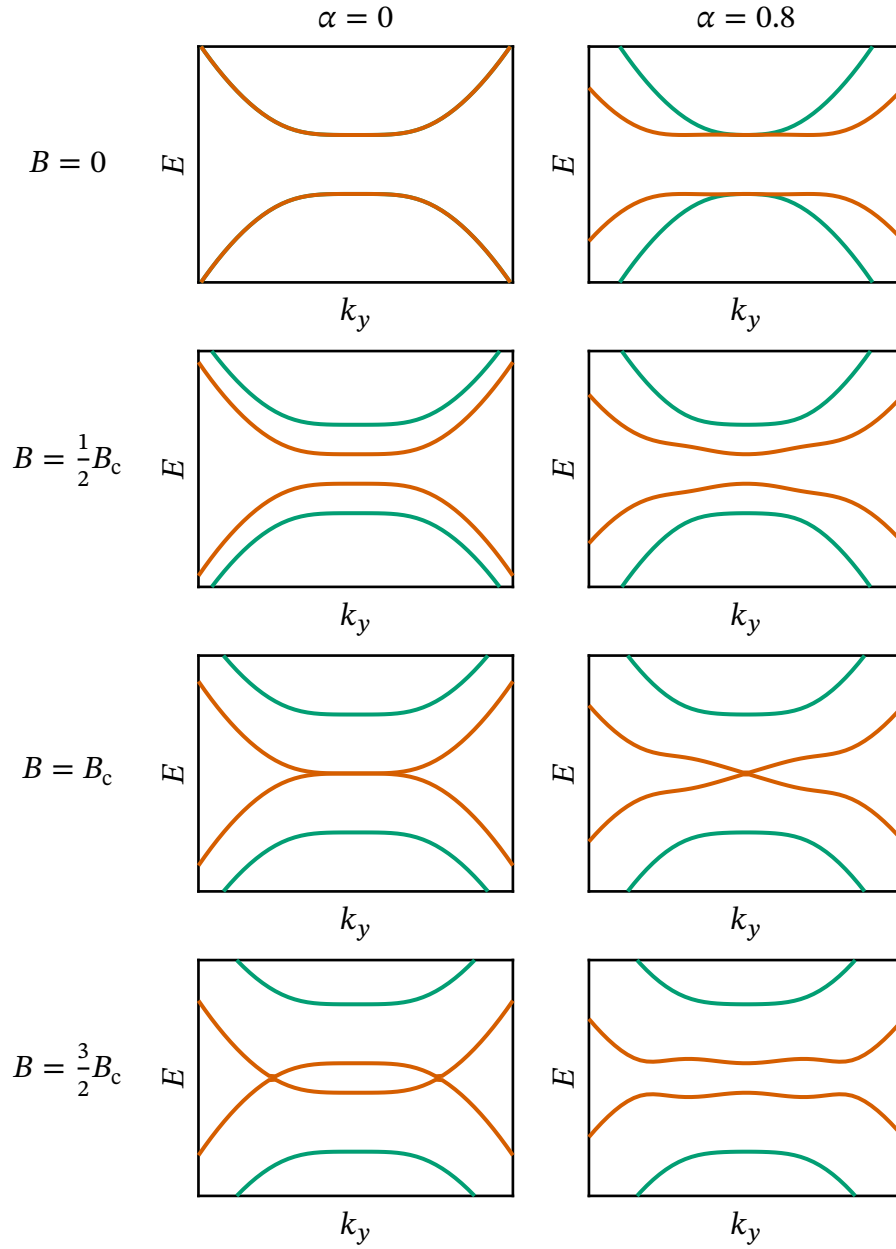 α = 0
α = 0.8
B = 0
E
k_y
E
k_y
B = 1/2 B_c
E
k_y
E
k_y
B = B_c
E
k_y
E
k_y
B = 3/2 B_c
E
k_y
E
k_y